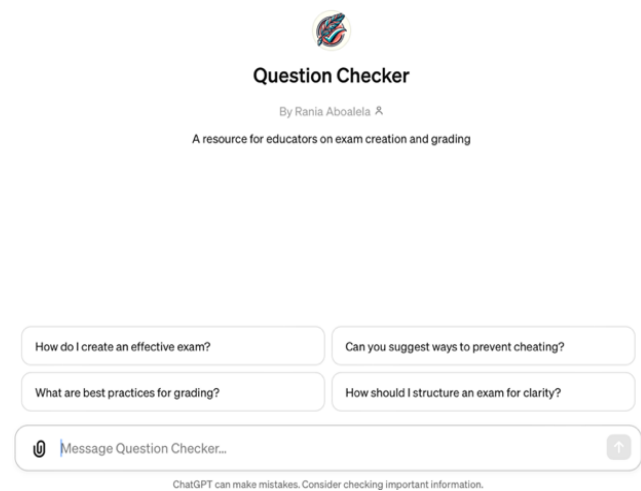 Question Checker
By Rania Aboalela
A resource for educators on exam creation and grading
How do I create an effective exam?
Can you suggest ways to prevent cheating?
What are best practices for grading?
How should I structure an exam for clarity?
Message Question Checker...
ChatGPT can make mistakes. Consider checking important information.